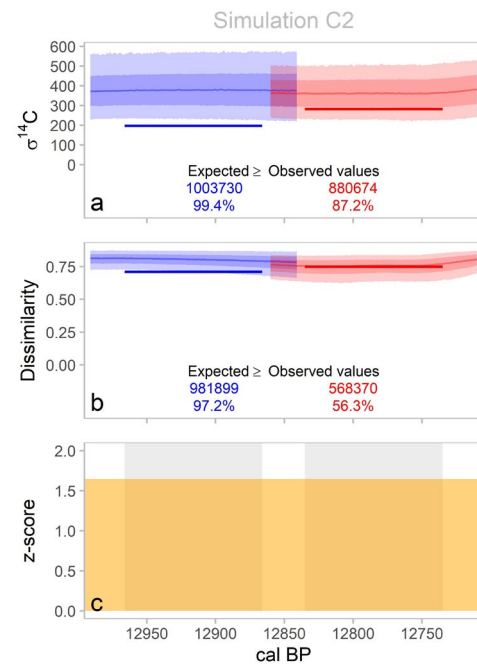 Simulation C2
600
500
400
300
200
100
0
σ¹⁴C
Expected ≥ Observed values
1003730 880674
99.4% 87.2%
a
0.75
0.50
0.25
0.00
Dissimilarity
Expected ≥ Observed values
981899 568370
97.2% 56.3%
b
2.0
1.5
1.0
0.5
0.0
z-score
c
12950 12900 12850 12800 12750
cal BP